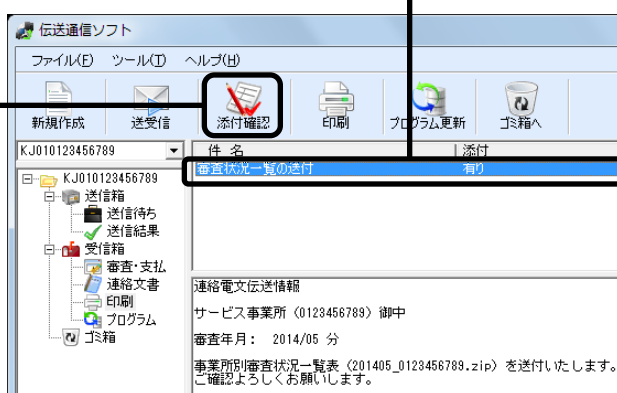 伝送通信ソフト
ファイル(F) ツール(T) ヘルプ(H)
新規作成 送受信 添付確認 印刷 プログラム更新 ゴミ箱へ
KJ010123456789
件 名 添付
審査状況一覧の送付 有り
KJ010123456789
送信箱
送信待ち
送信結果
受信箱
審査・支払
連絡文書
印刷
プログラム
ゴミ箱
連絡電文伝送情報
サービス事業所（0123456789）御中
審査年月： 2014/05 分
事業所別審査状況一覧表（201405_0123456789.zip）を送付いたします。
ご確認よろしくお願いします。